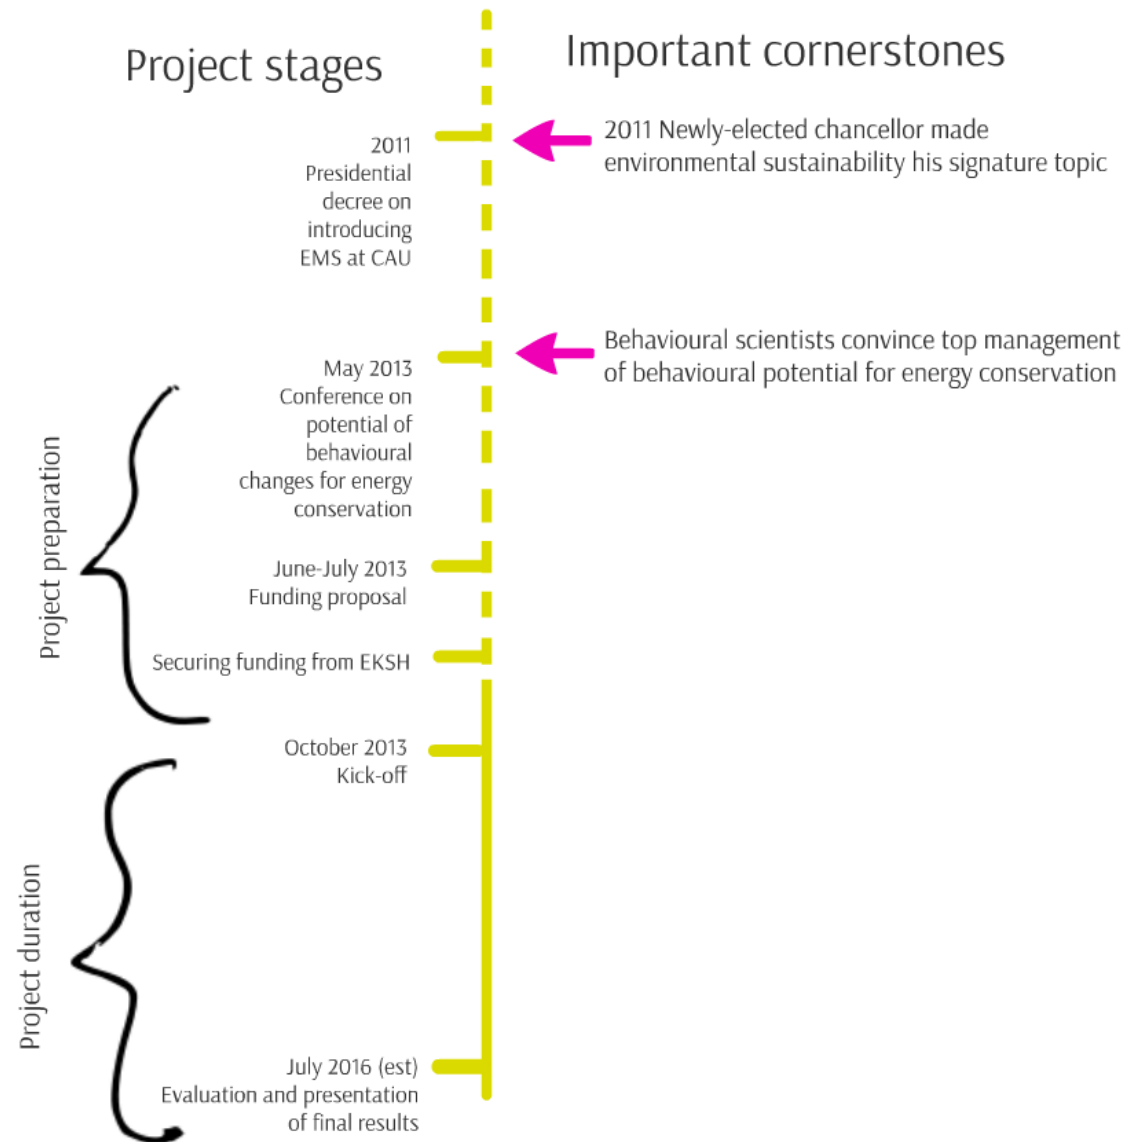 Project stages
Important cornerstones
2011
Presidential
decree on
introducing
EMS at CAU
2011 Newly-elected chancellor made
environmental sustainability his signature topic
May 2013
Conference on
potential of
behavioural
changes for energy
conservation
Behavioural scientists convince top management
of behavioural potential for energy conservation
Project preparation
June-July 2013
Funding proposal
Securing funding from EKSH
October 2013
Kick-off
Project duration
July 2016 (est)
Evaluation and presentation
of final results